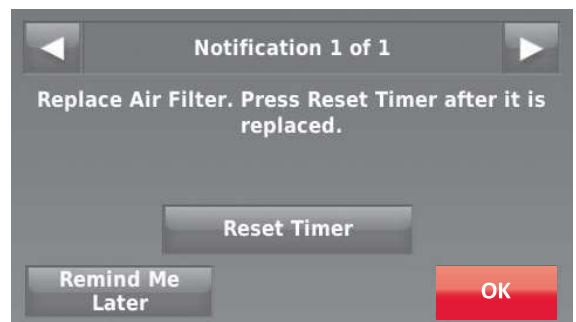 Notification 1 of 1
Replace Air Filter. Press Reset Timer after it is
replaced.
Reset Timer
Remind Me
Later
OK